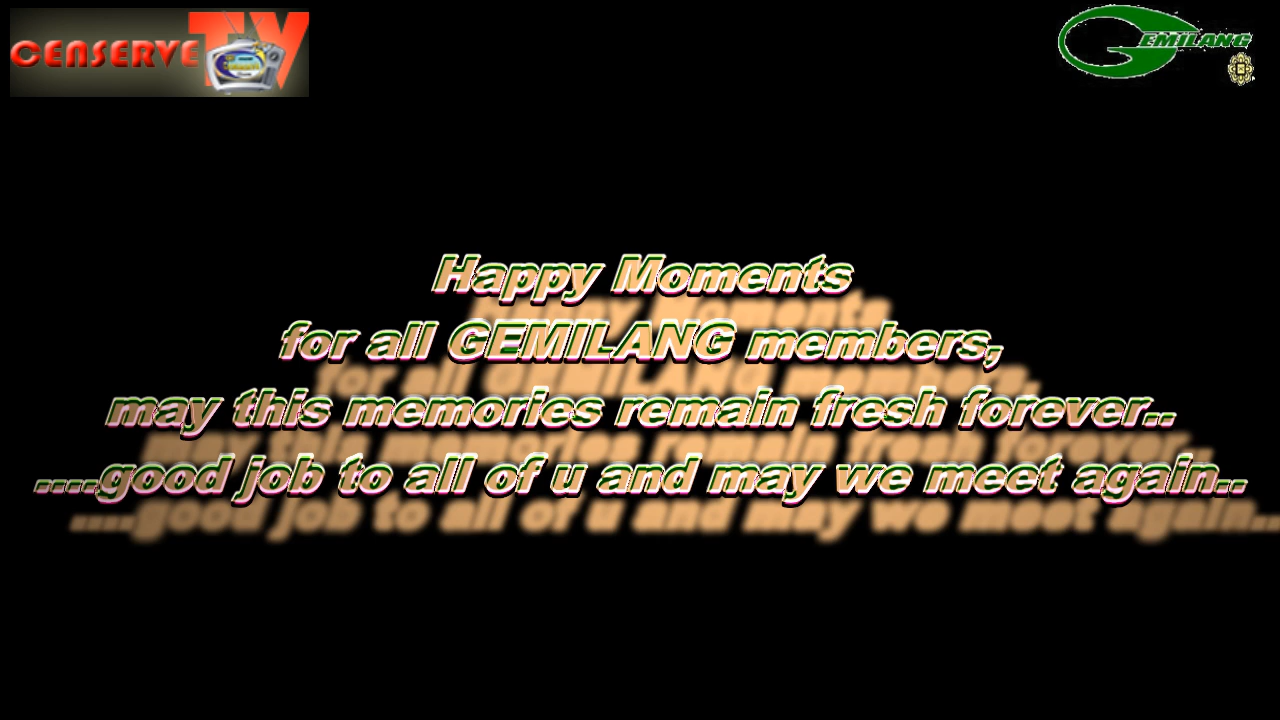 CENSERVE TV
GEMILANG
Happy Moments
for all GEMILANG members,
may this memories remain fresh forever..
....good job to all of u and may we meet again..